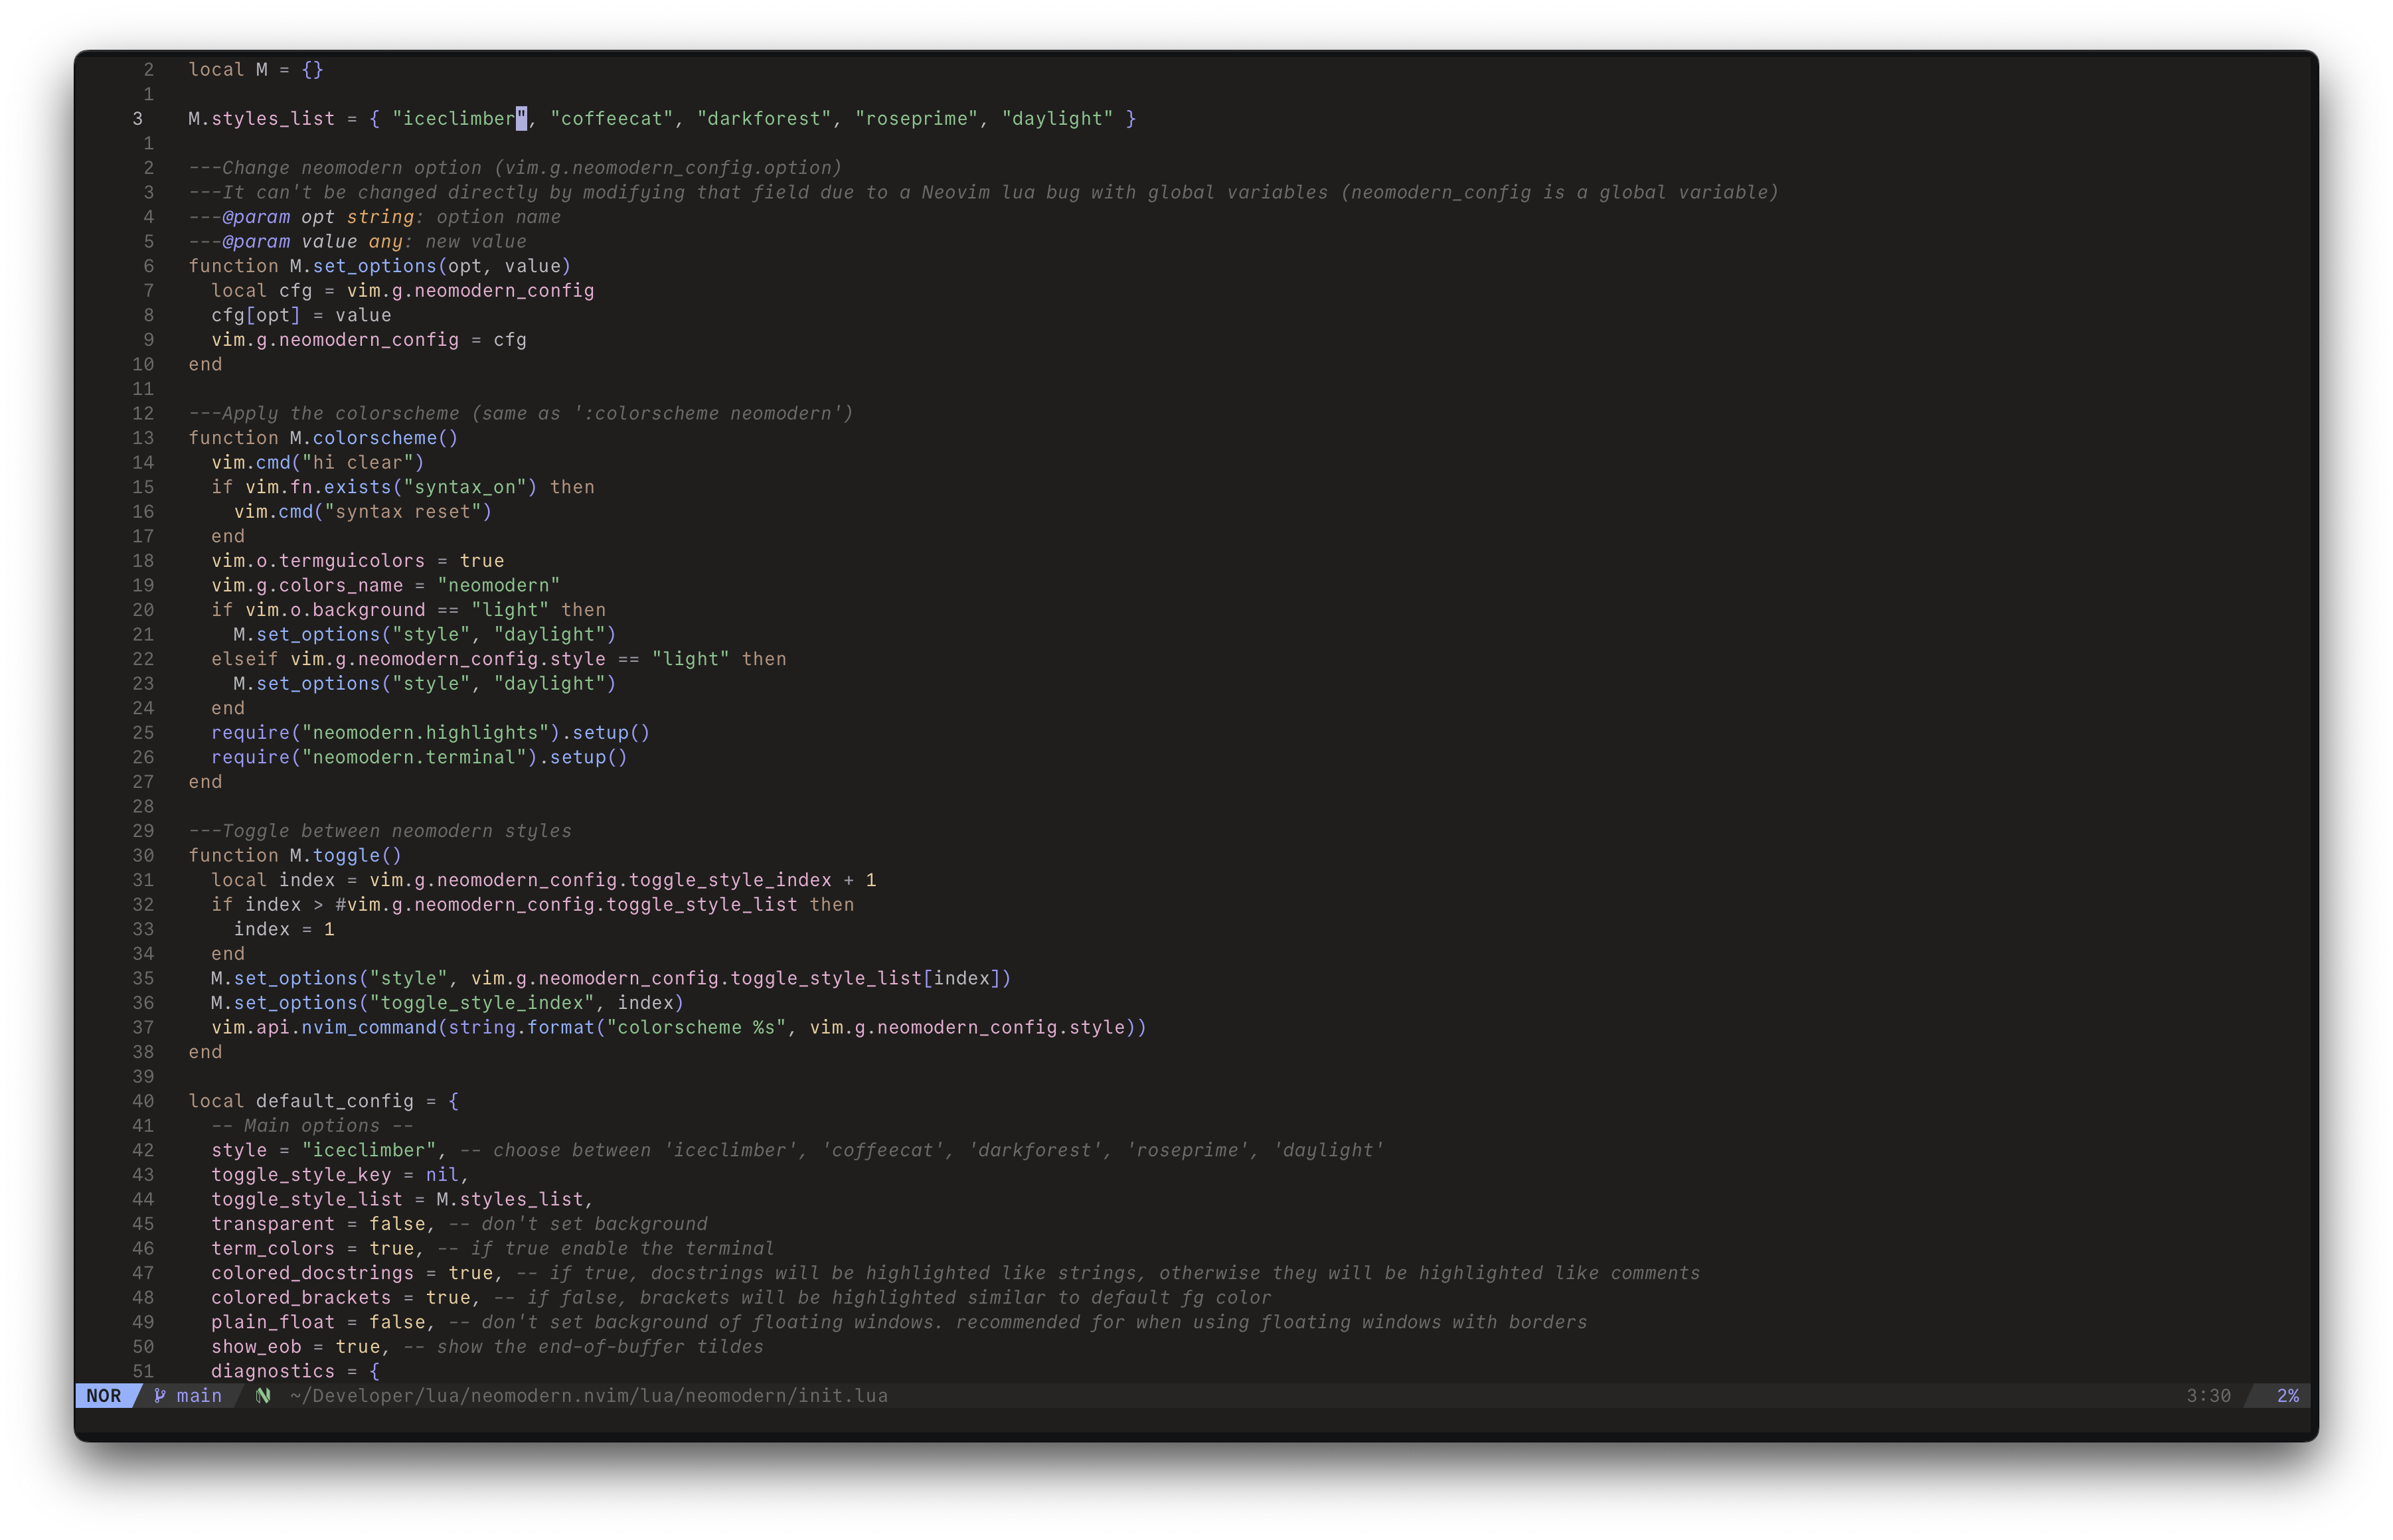 2 local M = {}
1
3 M.styles_list = { "iceclimber", "coffeecat", "darkforest", "roseprime", "daylight" }
1
2 ---Change neomodern option (vim.g.neomodern_config.option)
3 ---It can't be changed directly by modifying that field due to a Neovim lua bug with global variables (neomodern_config is a global variable)
4 ---@param opt string: option name
5 ---@param value any: new value
6 function M.set_options(opt, value)
7   local cfg = vim.g.neomodern_config
8   cfg[opt] = value
9   vim.g.neomodern_config = cfg
10 end
11
12 ---Apply the colorscheme (same as ':colorscheme neomodern')
13 function M.colorscheme()
14   vim.cmd("hi clear")
15   if vim.fn.exists("syntax_on") then
16     vim.cmd("syntax reset")
17   end
18   vim.o.termguicolors = true
19   vim.g.colors_name = "neomodern"
20   if vim.o.background == "light" then
21     M.set_options("style", "daylight")
22   elseif vim.g.neomodern_config.style == "light" then
23     M.set_options("style", "daylight")
24   end
25   require("neomodern.highlights").setup()
26   require("neomodern.terminal").setup()
27 end
28
29 ---Toggle between neomodern styles
30 function M.toggle()
31   local index = vim.g.neomodern_config.toggle_style_index + 1
32   if index > #vim.g.neomodern_config.toggle_style_list then
33     index = 1
34   end
35   M.set_options("style", vim.g.neomodern_config.toggle_style_list[index])
36   M.set_options("toggle_style_index", index)
37   vim.api.nvim_command(string.format("colorscheme %s", vim.g.neomodern_config.style))
38 end
39
40 local default_config = {
41   -- Main options --
42   style = "iceclimber", -- choose between 'iceclimber', 'coffeecat', 'darkforest', 'roseprime', 'daylight'
43   toggle_style_key = nil,
44   toggle_style_list = M.styles_list,
45   transparent = false, -- don't set background
46   term_colors = true, -- if true enable the terminal
47   colored_docstrings = true, -- if true, docstrings will be highlighted like strings, otherwise they will be highlighted like comments
48   colored_brackets = true, -- if false, brackets will be highlighted similar to default fg color
49   plain_float = false, -- don't set background of floating windows. recommended for when using floating windows with borders
50   show_eob = true, -- show the end-of-buffer tildes
51   diagnostics = {
NOR main ~/Developer/lua/neomodern.nvim/lua/neomodern/init.lua 3:30 2%